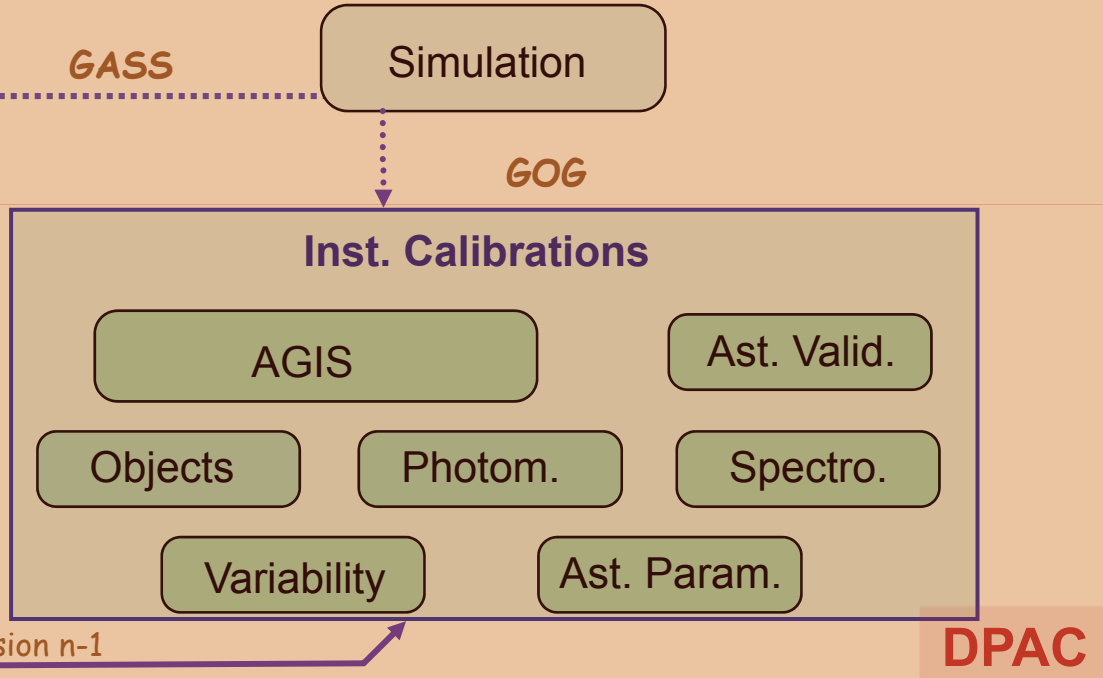 GASS
Simulation
GOG
Inst. Calibrations
AGIS
Ast. Valid.
Objects
Photom.
Spectro.
Variability
Ast. Param.
sion n-1
DPAC